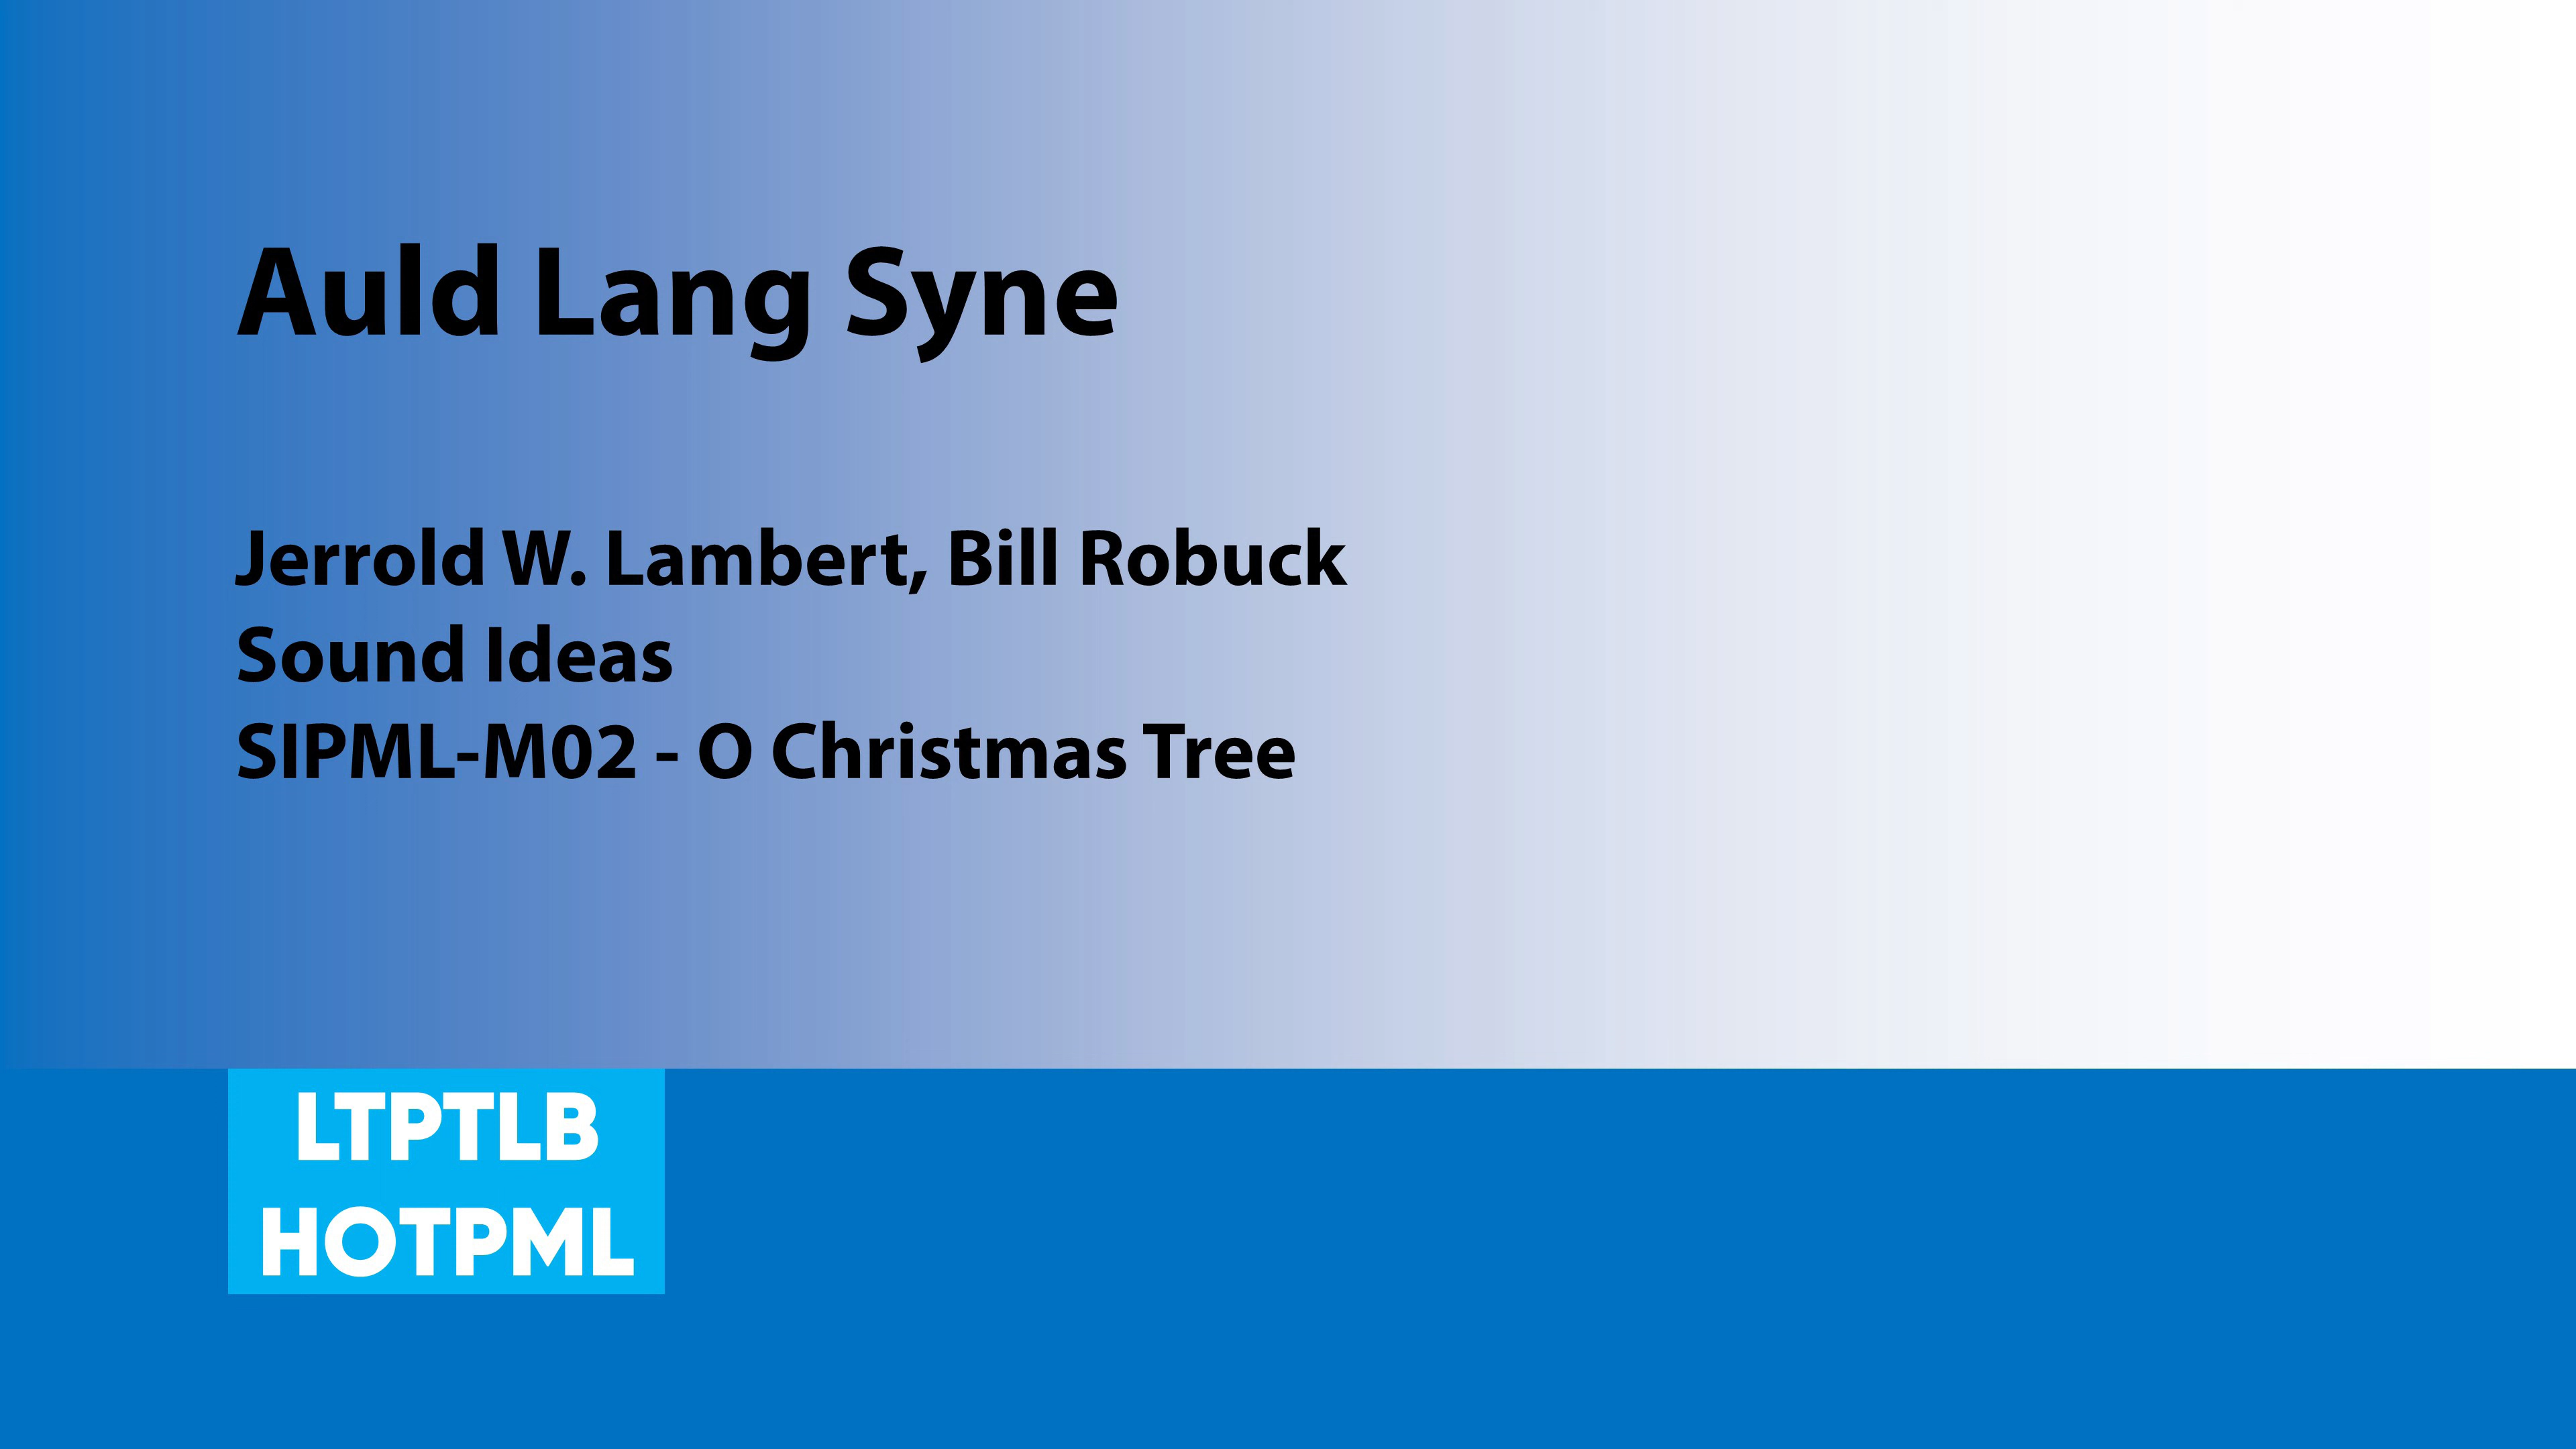 Auld Lang Syne
Jerrold W. Lambert, Bill Robuck
Sound Ideas
SIPML-M02 - O Christmas Tree
LTPTLB
HOTPML